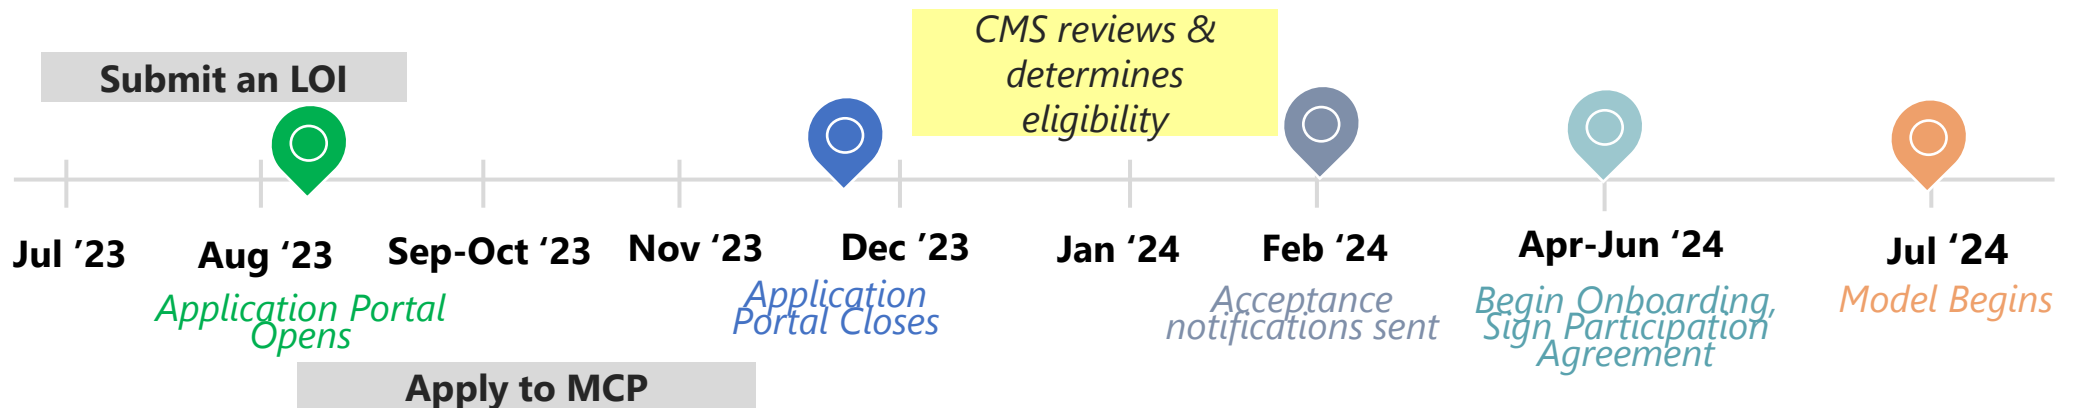 CMS reviews &
determines
eligibility
Submit an LOI
Jul ’23
Aug ‘23
Sep-Oct ‘23
Nov ‘23
Dec ’23
Jan ‘24
Feb ‘24
Apr-Jun ‘24
Jul ‘24
Application Portal
Opens
Application
Portal Closes
Acceptance
notifications sent
Begin Onboarding,
Sign Participation
Agreement
Model Begins
Apply to MCP